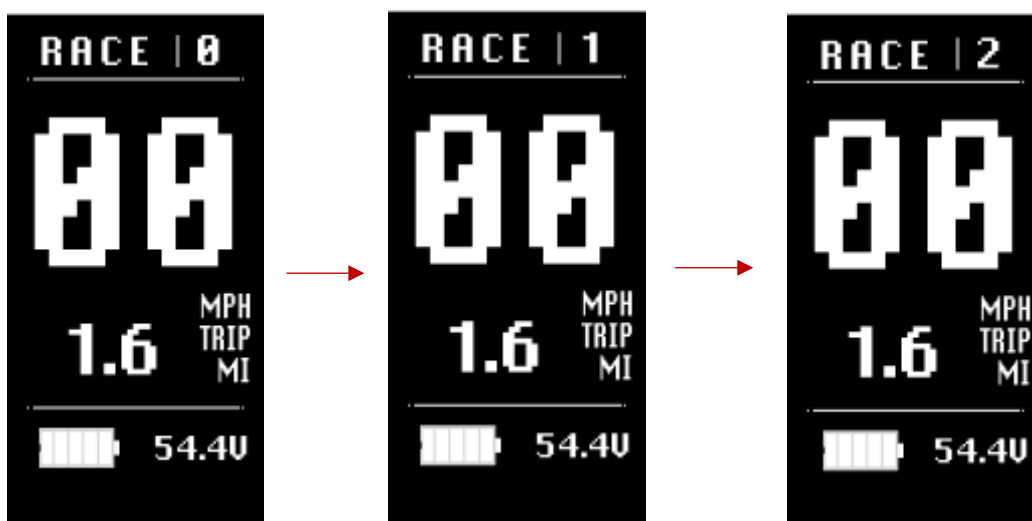 RACE | 0
00
MPH
1.6 TRIP
MI
54.4V
RACE | 1
00
MPH
1.6 TRIP
MI
54.4V
RACE | 2
00
MPH
1.6 TRIP
MI
54.4V